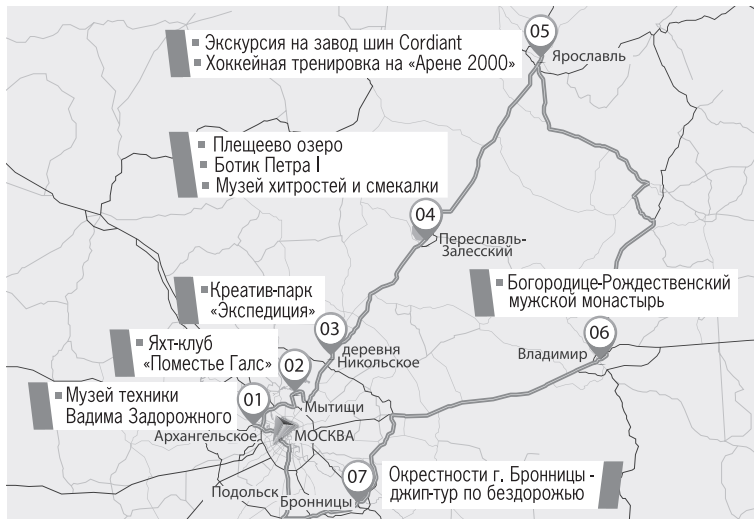 ▪ Экскурсия на завод шин Cordiant
▪ Хоккейная тренировка на «Арене 2000»
05
Ярославль
▪ Плещеево озеро
▪ Ботик Петра I
▪ Музей хитростей и смекалки
04
Переславль-
Залесский
▪ Креатив-парк
«Экспедиция»
▪ Богородице-Рождественский
мужской монастырь
03
деревня
Никольское
06
Владимир
▪ Яхт-клуб
«Поместье Галс»
02
Мытищи
▪ Музей техники
Вадима Задорожного
01
Архангельское
МОСКВА
07
Окрестности г. Бронницы -
джип-тур по бездорожью
Подольск
Бронницы